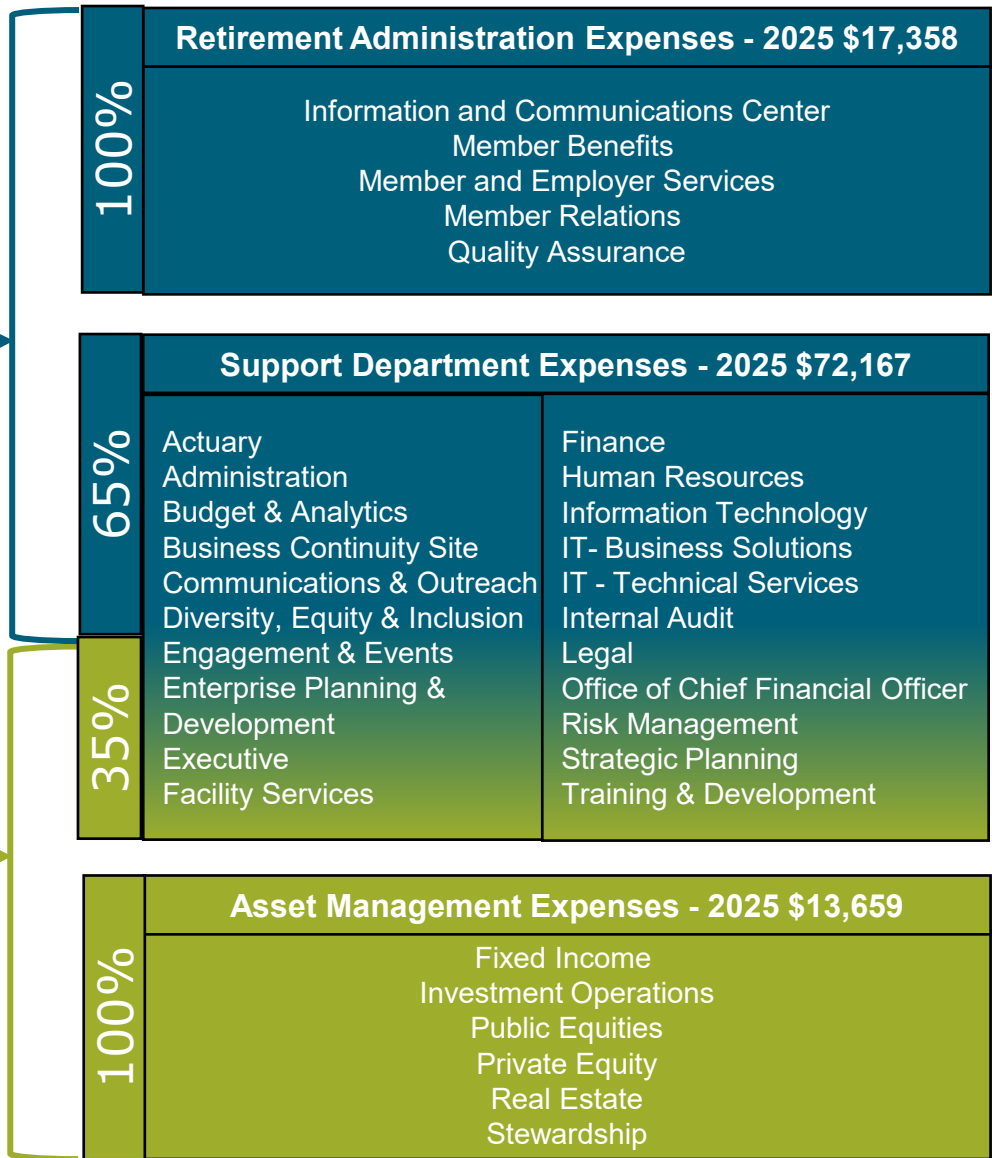 100%
Retirement Administration Expenses - 2025 $17,358
Information and Communications Center
Member Benefits
Member and Employer Services
Member Relations
Quality Assurance
65%
35%
Support Department Expenses - 2025 $72,167
Actuary
Administration
Budget & Analytics
Business Continuity Site
Communications & Outreach
Diversity, Equity & Inclusion
Engagement & Events
Enterprise Planning &
Development
Executive
Facility Services
Finance
Human Resources
Information Technology
IT- Business Solutions
IT - Technical Services
Internal Audit
Legal
Office of Chief Financial Officer
Risk Management
Strategic Planning
Training & Development
100%
Asset Management Expenses - 2025 $13,659
Fixed Income
Investment Operations
Public Equities
Private Equity
Real Estate
Stewardship